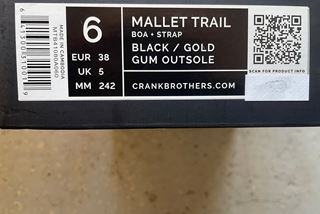 6
EUR 38
UK 5
MM 242
MALLET TRAIL
BOA + STRAP
BLACK / GOLD
GUM OUTSOLE
CRANKBROTHERS.COM
SCAN FOR PRODUCT INFO
MADE IN CAMBODIA